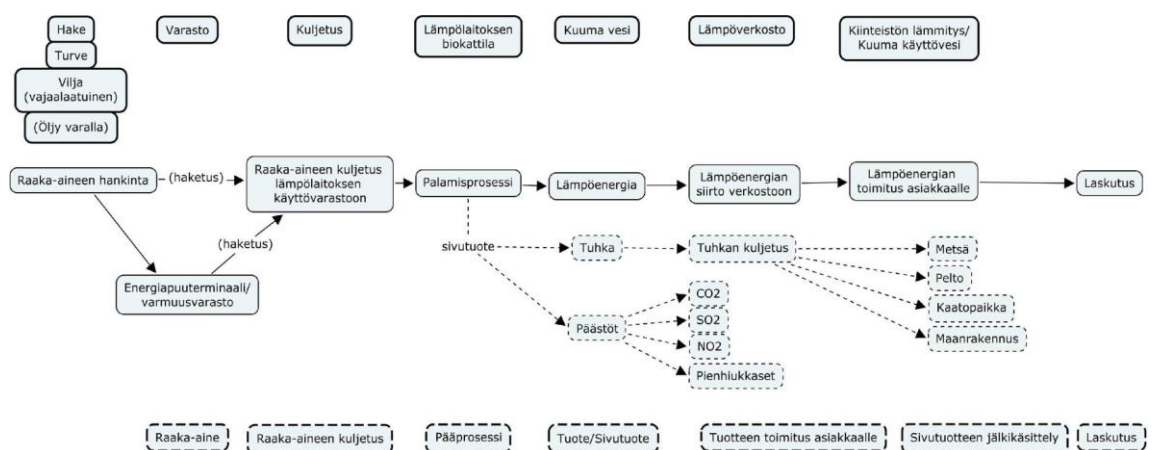 Hake
Turve
Vilja
(vajaalaatuinen)
(Öljy varalla)
Varasto
Kuljetus
Lämpölaitoksen
biokattila
Kuuma vesi
Lämpöverkosto
Kiinteistön lämmitys/
Kuuma käyttövesi
Raaka-aineen hankinta
(haketus)
Raaka-aineen kuljetus
lämpölaitoksen
käyttövarastoon
Palamisprosessi
Lämpöenergia
Lämpöenergian
siirto verkostoon
Lämpöenergian
toimitus asiakkaalle
Laskutus
(haketus)
Energiapuuterminaali/
varmuusvarasto
sivutuote
Tuhka
Tuhkan kuljetus
Metsä
Pelto
Kaatopaikka
Maanrakennus
Päästöt
CO2
SO2
NO2
Pienhiukkaset
Raaka-aine
Raaka-aineen kuljetus
Pääprosessi
Tuote/Sivutuote
Tuotteen toimitus asiakkaalle
Sivutuotteen jälkikäsittely
Laskutus